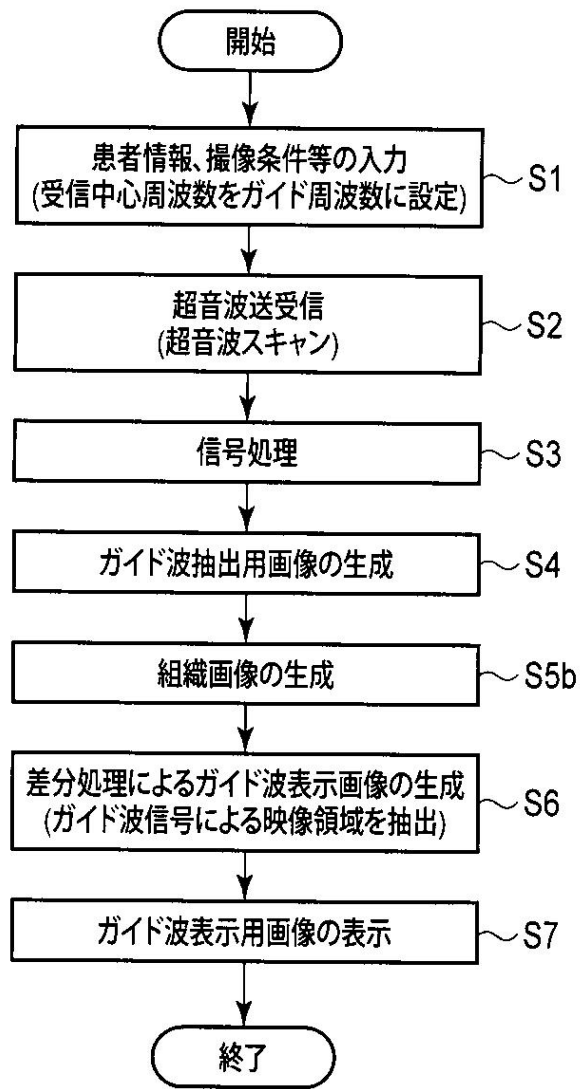 開始
患者情報、撮像条件等の入力
(受信中心周波数をガイド周波数に設定)
S1
超音波送受信
(超音波スキャン)
S2
信号処理
S3
ガイド波抽出用画像の生成
S4
組織画像の生成
S5b
差分処理によるガイド波表示画像の生成
(ガイド波信号による映像領域を抽出)
S6
ガイド波表示用画像の表示
S7
終了